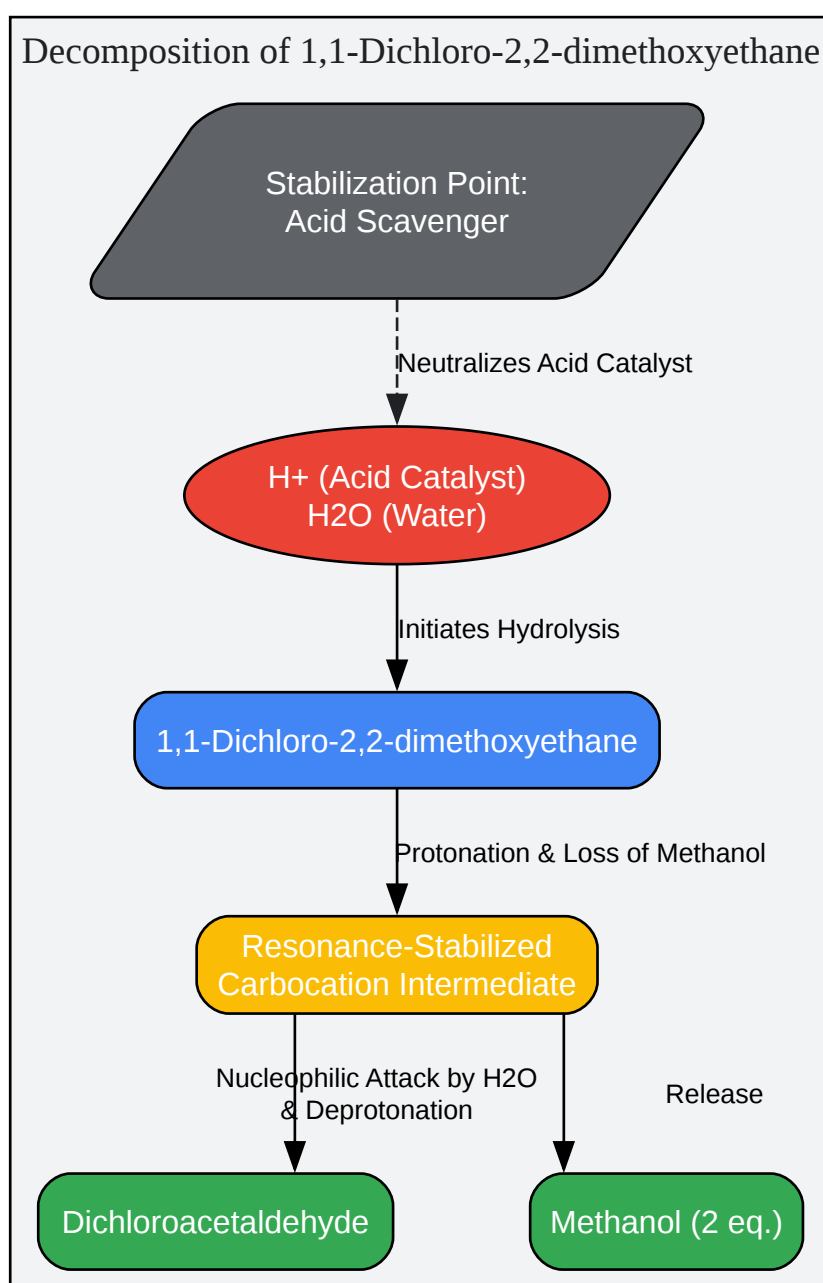 Decomposition of 1,1-Dichloro-2,2-dimethoxyethane
Stabilization Point:
Acid Scavenger
Neutralizes Acid Catalyst
H+ (Acid Catalyst)
H2O (Water)
Initiates Hydrolysis
1,1-Dichloro-2,2-dimethoxyethane
Protonation & Loss of Methanol
Resonance-Stabilized
Carbocation Intermediate
Nucleophilic Attack by H2O
& Deprotonation
Release
Dichloroacetaldehyde
Methanol (2 eq.)